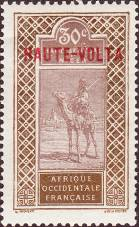 30c
HAUTE-VOLTA
AFRIQUE
OCCIDENTALE
FRANÇAISE